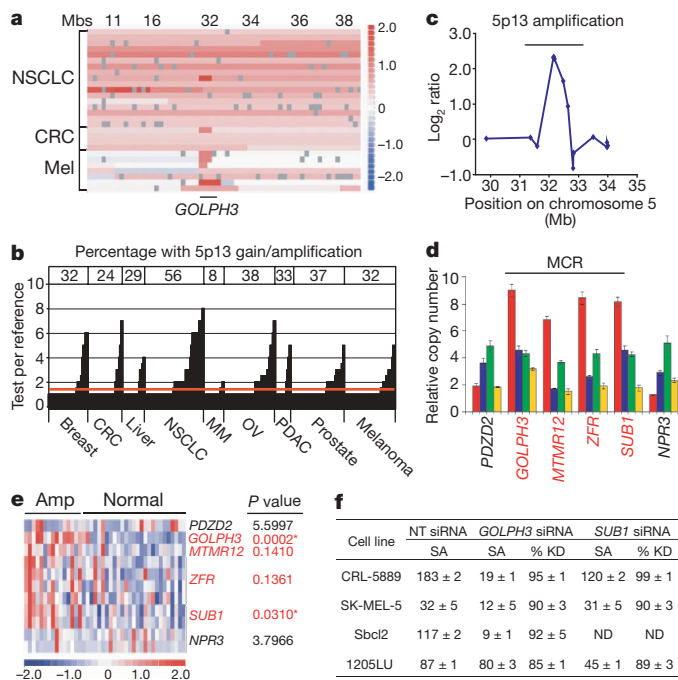 a
Mbs 11 16 32 34 36 38
NSCLC
CRC
Mel
GOLPH3
2.0
1.0
0
-1.0
-2.0
c
5p13 amplification
Log2 ratio
3.0
2.0
1.0
0
–1.0
30 31 32 33 34 35
Position on chromosome 5
(Mb)
b
Percentage with 5p13 gain/amplification
32 24 29 56 8 38 33 37 32
Test per reference
10
8
6
4
2
0
Breast
CRC
Liver
NSCLC
MM
OV
PDAC
Prostate
Melanoma
d
MCR
Relative copy number
10
8
6
4
2
0
PDZD2
GOLPH3
MTMR12
ZFR
SUB1
NPR3
e
Amp Normal P value
PDZD2 5.5997
GOLPH3 0.0002*
MTMR12 0.1410
ZFR 0.1361
SUB1 0.0310*
NPR3 3.7966
–2.0 –1.0 0 1.0 2.0
f
Cell line NT siRNA GOLPH3 siRNA SUB1 siRNA
SA SA % KD SA % KD
CRL-5889 183 ± 2 19 ± 1 95 ± 1 120 ± 2 99 ± 1
SK-MEL-5 32 ± 5 12 ± 5 90 ± 3 31 ± 5 90 ± 3
Sbcl2 117 ± 2 9 ± 1 92 ± 5 ND ND
1205LU 87 ± 1 80 ± 3 85 ± 1 45 ± 1 89 ± 3